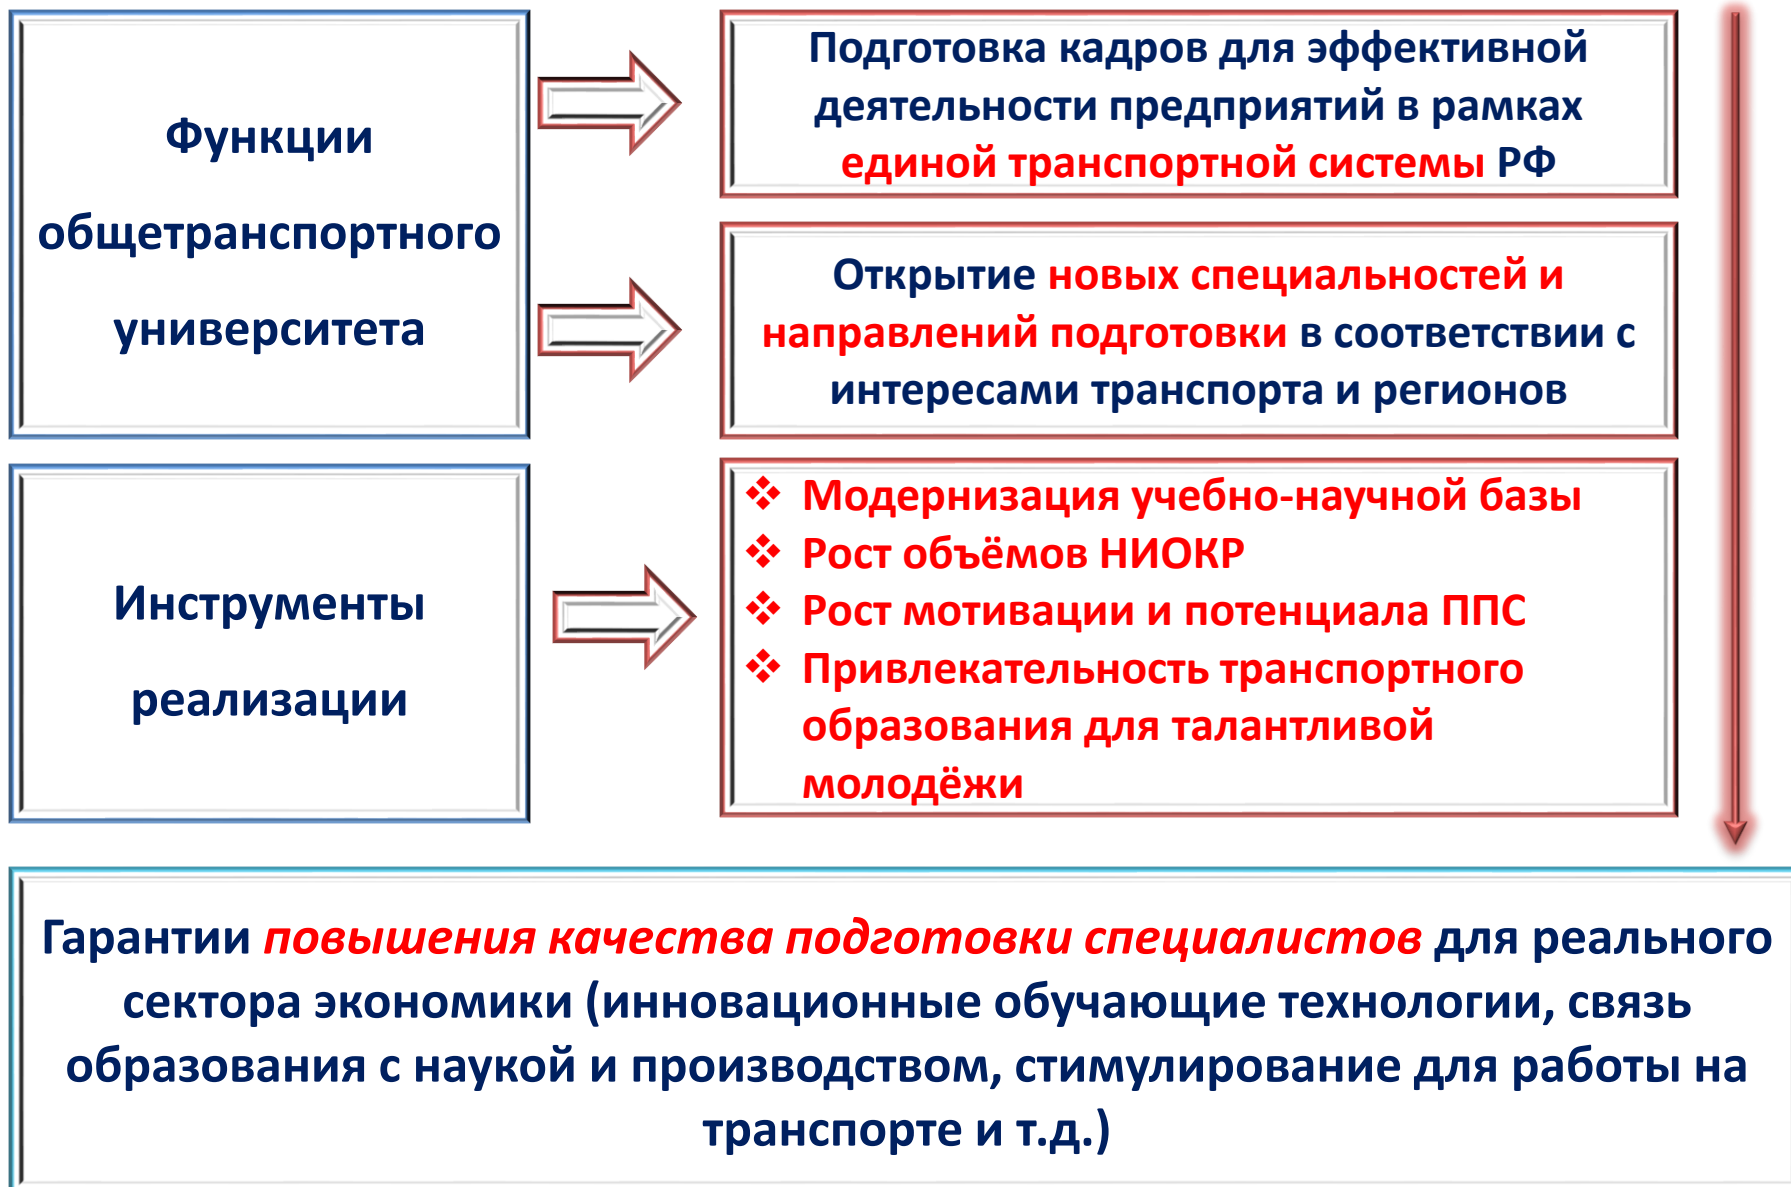 Функции
общетранспортного
университета
Подготовка кадров для эффективной
деятельности предприятий в рамках
единой транспортной системы РФ
Открытие новых специальностей и
направлений подготовки в соответствии с
интересами транспорта и регионов
Инструменты
реализации
❖ Модернизация учебно-научной базы
❖ Рост объёмов НИОКР
❖ Рост мотивации и потенциала ППС
❖ Привлекательность транспортного
образования для талантливой
молодёжи
Гарантии повышения качества подготовки специалистов для реального
сектора экономики (инновационные обучающие технологии, связь
образования с наукой и производством, стимулирование для работы на
транспорте и т.д.)